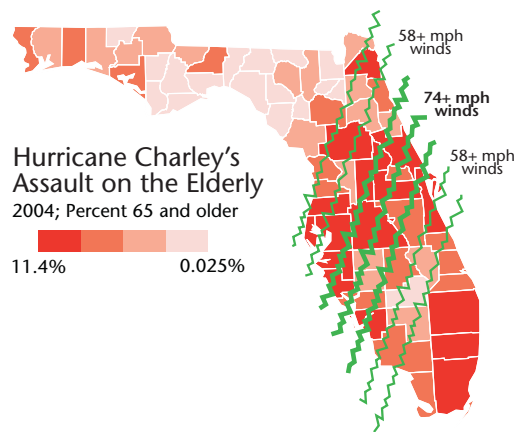 58+ mph
winds
74+ mph
winds
58+ mph
winds
Hurricane Charley's
Assault on the Elderly
2004; Percent 65 and older
11.4% 0.025%